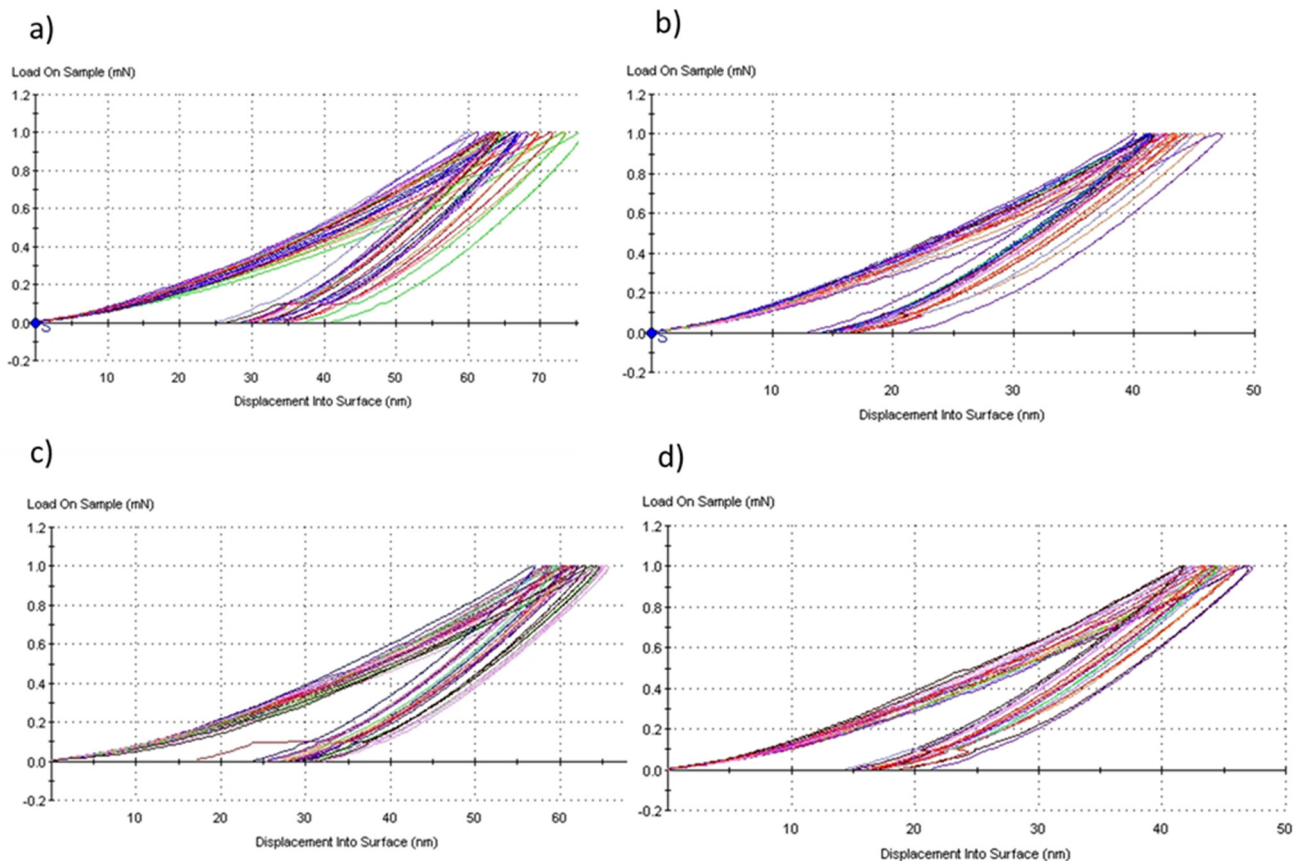 a)
Load On Sample (mN)
1.2
1.0
0.8
0.6
0.4
0.2
0.0
-0.2
S
10 20 30 40 50 60 70
Displacement Into Surface (nm)
b)
Load On Sample (mN)
1.2
1.0
0.8
0.6
0.4
0.2
0.0
-0.2
S
10 20 30 40 50
Displacement Into Surface (nm)
c)
Load On Sample (mN)
1.2
1.0
0.8
0.6
0.4
0.2
0.0
-0.2
10 20 30 40 50 60
Displacement Into Surface (nm)
d)
Load On Sample (mN)
1.2
1.0
0.8
0.6
0.4
0.2
0.0
-0.2
10 20 30 40 50
Displacement Into Surface (nm)